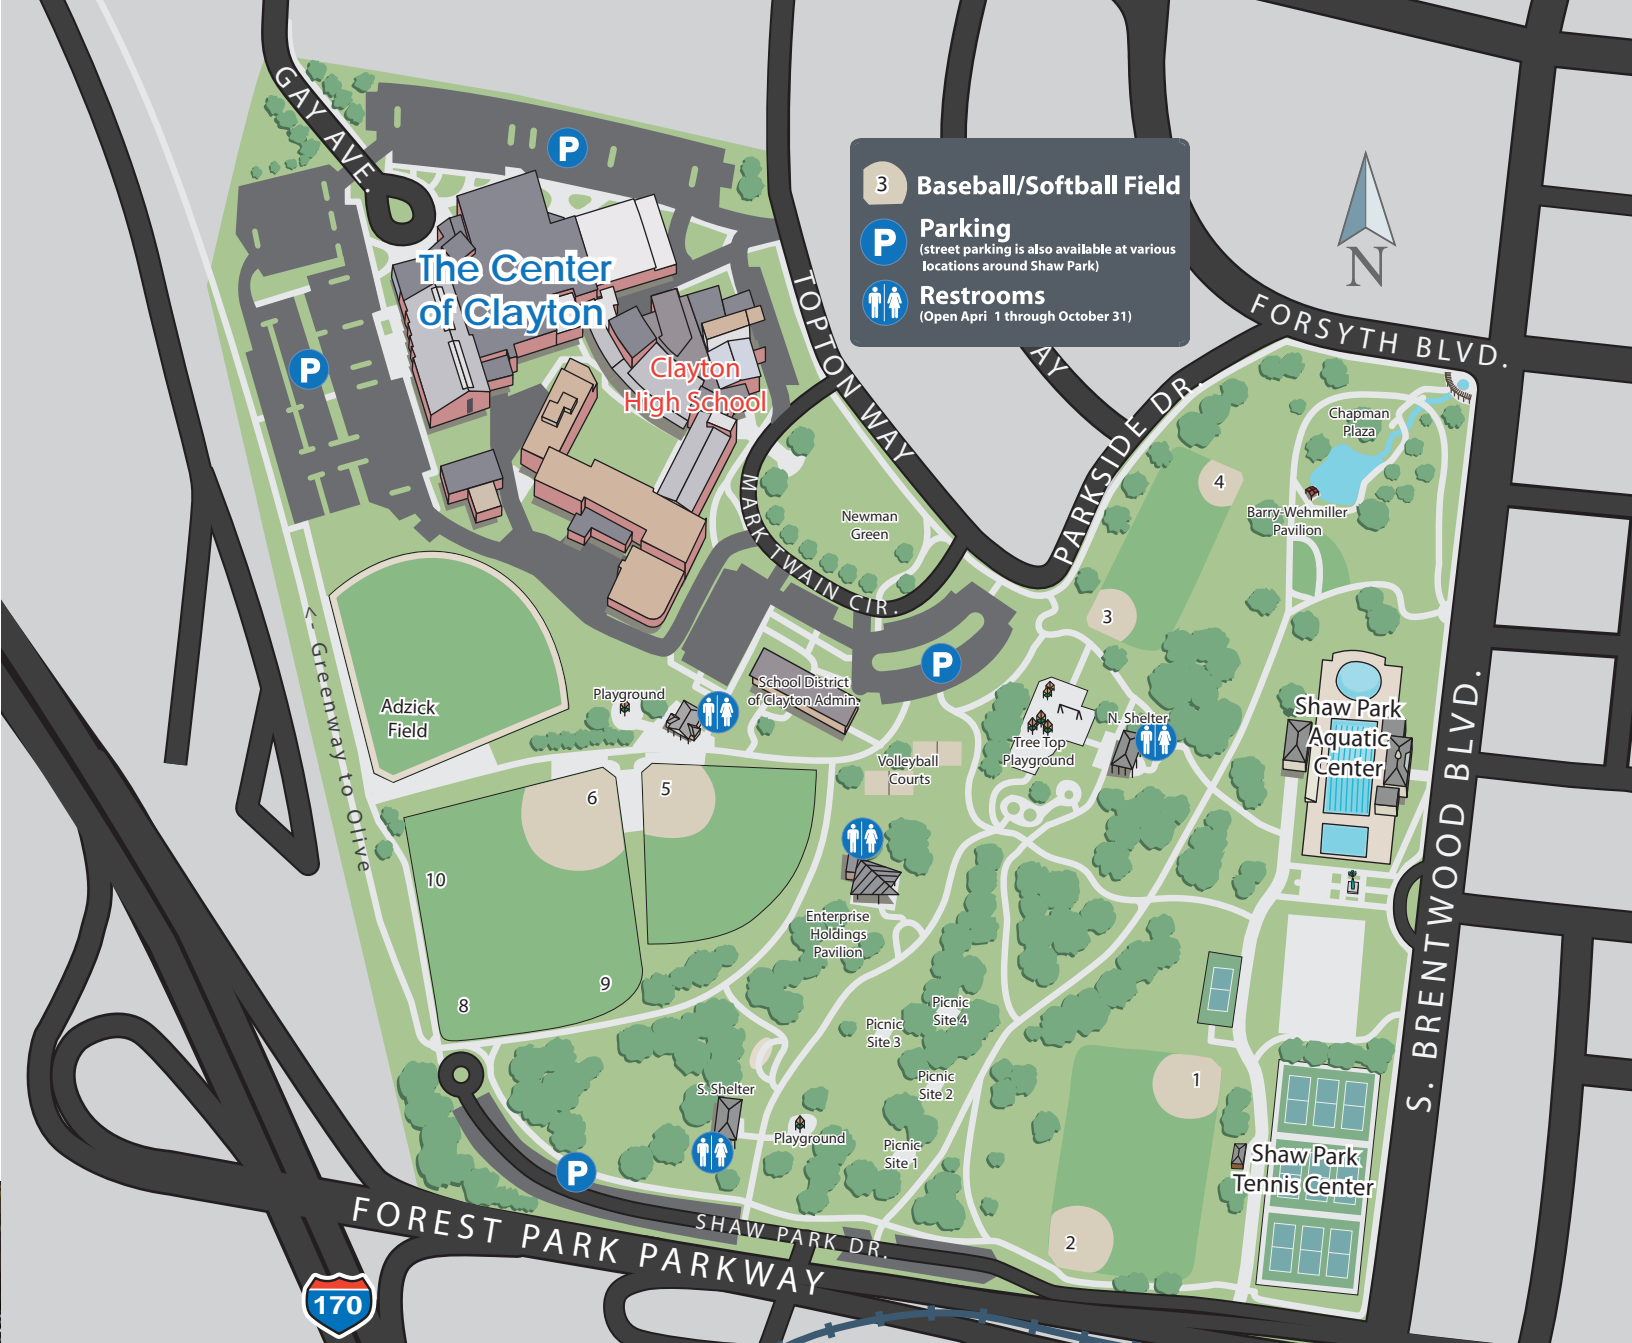 GAY AVE.
P
3 Baseball/Softball Field
P Parking
(street parking is also available at various
locations around Shaw Park)
Restrooms
(Open Apri 1 through October 31)
N
The Center
of Clayton
TOPTON WAY
AY
FORSYTH BLVD.
PARKSIDE DR.
P
Clayton
High School
Chapman
Plaza
4
Barry-Wehmiller
Pavilion
Newman
Green
MARK TWAIN CIR.
3
<- Greenway to Olive
P
Adzick
Field
Playground
School District
of Clayton Admin.
N. Shelter
Tree Top
Playground
Shaw Park
Aquatic
Center
Volleyball
Courts
6
5
10
9
8
Enterprise
Holdings
Pavilion
S. BRENTWOOD BLVD.
Picnic
Site 4
Picnic
Site 3
Picnic
Site 2
Picnic
Site 1
S. Shelter
Playground
1
Shaw Park
Tennis Center
P
2
SHAW PARK DR.
FOREST PARK PARKWAY
170